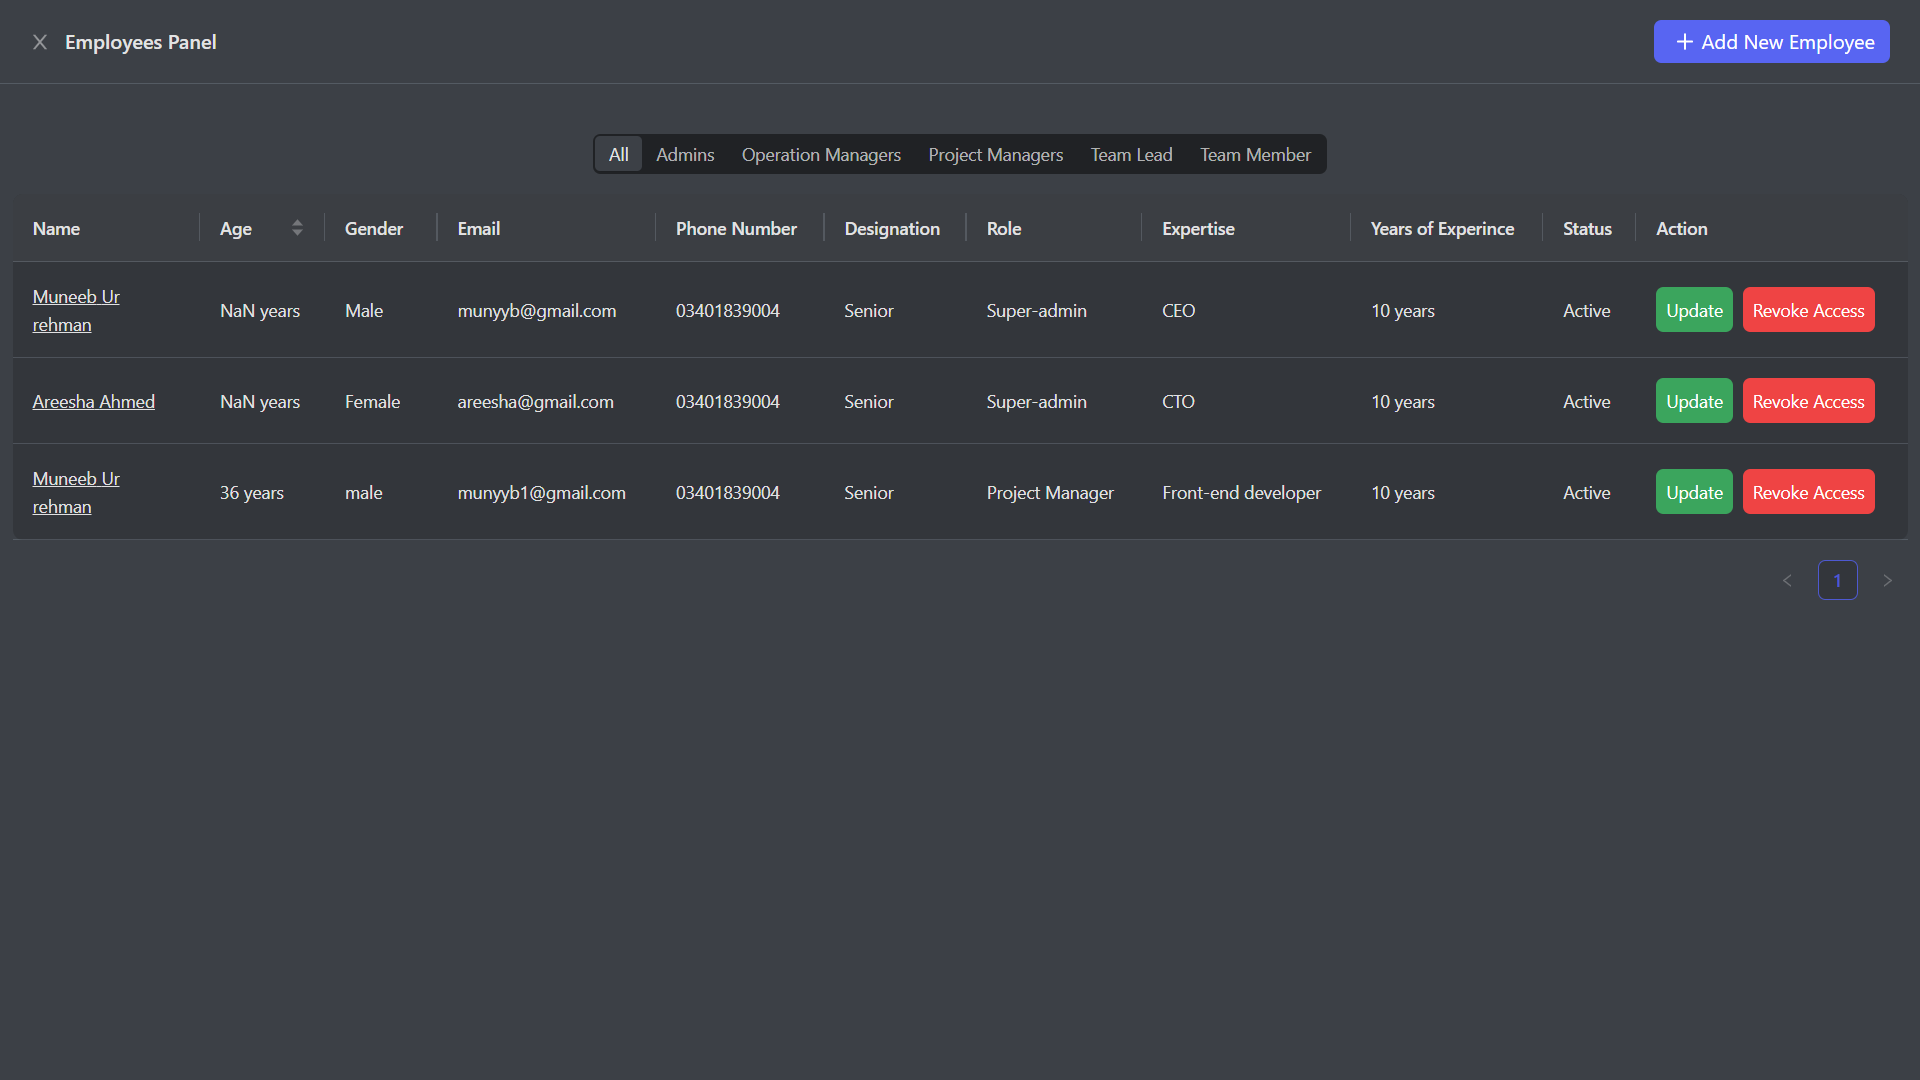 Employees Panel
+ Add New Employee
All Admins Operation Managers Project Managers Team Lead Team Member
Name Age Gender Email Phone Number Designation Role Expertise Years of Experince Status Action
Muneeb Ur
rehman
NaN years Male munyyb@gmail.com 03401839004 Senior Super-admin CEO 10 years Active Update Revoke Access
Areesha Ahmed NaN years Female areesha@gmail.com 03401839004 Senior Super-admin CTO 10 years Active Update Revoke Access
Muneeb Ur
rehman
36 years male munyyb1@gmail.com 03401839004 Senior Project Manager Front-end developer 10 years Active Update Revoke Access
< 1 >